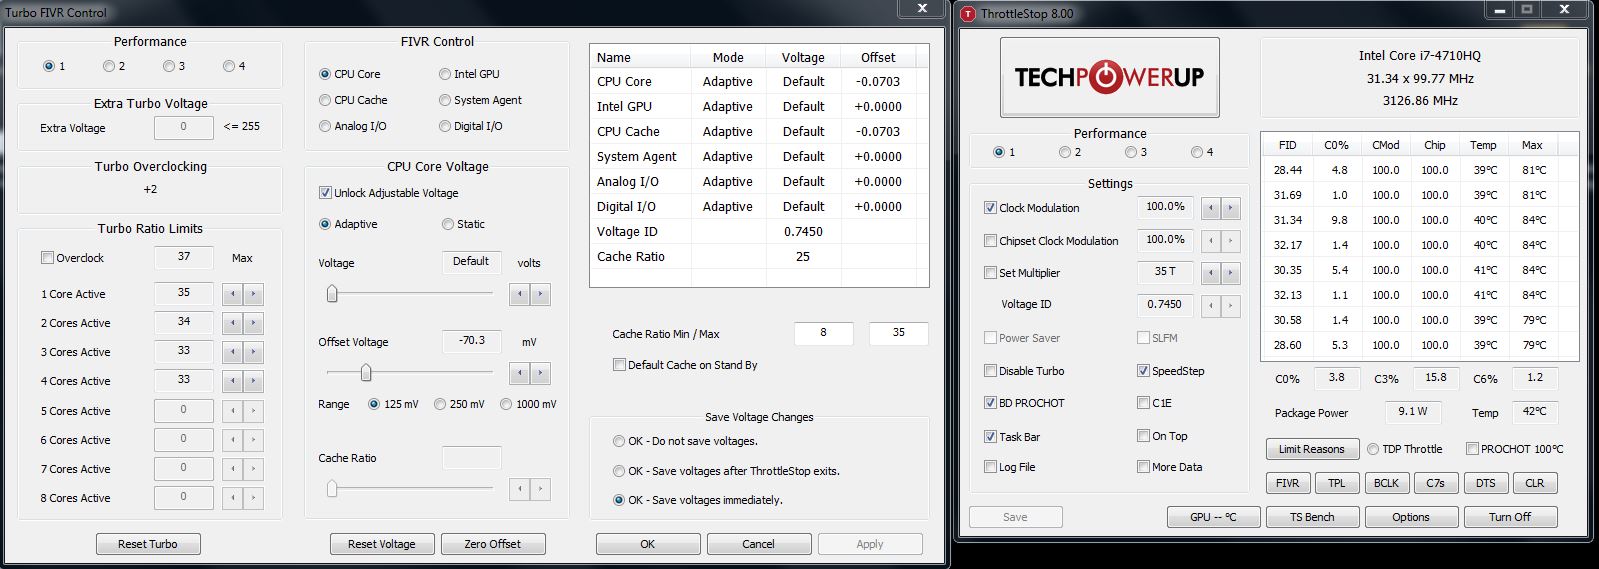 Turbo FIVR Control
Performance
1 2 3 4
Extra Turbo Voltage
Extra Voltage 0 <= 255
Turbo Overclocking
+2
Turbo Ratio Limits
Overclock 37 Max
1 Core Active 35
2 Cores Active 34
3 Cores Active 33
4 Cores Active 33
5 Cores Active 0
6 Cores Active 0
7 Cores Active 0
8 Cores Active 0
Reset Turbo
FIVR Control
CPU Core Intel GPU
CPU Cache System Agent
Analog I/O Digital I/O
CPU Core Voltage
Unlock Adjustable Voltage
Adaptive Static
Voltage Default volts
Offset Voltage -70.3 mV
Range 125 mV 250 mV 1000 mV
Cache Ratio
Reset Voltage Zero Offset
Name Mode Voltage Offset
CPU Core Adaptive Default -0.0703
Intel GPU Adaptive Default +0.0000
CPU Cache Adaptive Default -0.0703
System Agent Adaptive Default +0.0000
Analog I/O Adaptive Default +0.0000
Digital I/O Adaptive Default +0.0000
Voltage ID 0.7450
Cache Ratio 25
Cache Ratio Min / Max 8 35
Default Cache on Stand By
Save Voltage Changes
OK - Do not save voltages.
OK - Save voltages after ThrottleStop exits.
OK - Save voltages immediately.
OK Cancel Apply
ThrottleStop 8.00
TECHPOWERUP
Intel Core i7-4710HQ
31.34 x 99.77 MHz
3126.86 MHz
Performance
1 2 3 4
Settings
Clock Modulation 100.0%
Chipset Clock Modulation 100.0%
Set Multiplier 35 T
Voltage ID 0.7450
Power Saver SLFM
Disable Turbo SpeedStep
BD PROCHOT C1E
Task Bar On Top
Log File More Data
FID C0% CMod Chip Temp Max
28.44 4.8 100.0 100.0 39°C 81°C
31.69 1.0 100.0 100.0 39°C 81°C
31.34 9.8 100.0 100.0 40°C 84°C
32.17 1.4 100.0 100.0 40°C 84°C
30.35 5.4 100.0 100.0 41°C 84°C
32.13 1.1 100.0 100.0 41°C 84°C
30.58 1.4 100.0 100.0 39°C 79°C
28.60 5.3 100.0 100.0 39°C 79°C
C0% 3.8 C3% 15.8 C6% 1.2
Package Power 9.1 W Temp 42°C
Limit Reasons TDP Throttle PROCHOT 100°C
FIVR TPL BCLK C7s DTS CLR
Save GPU -- °C TS Bench Options Turn Off